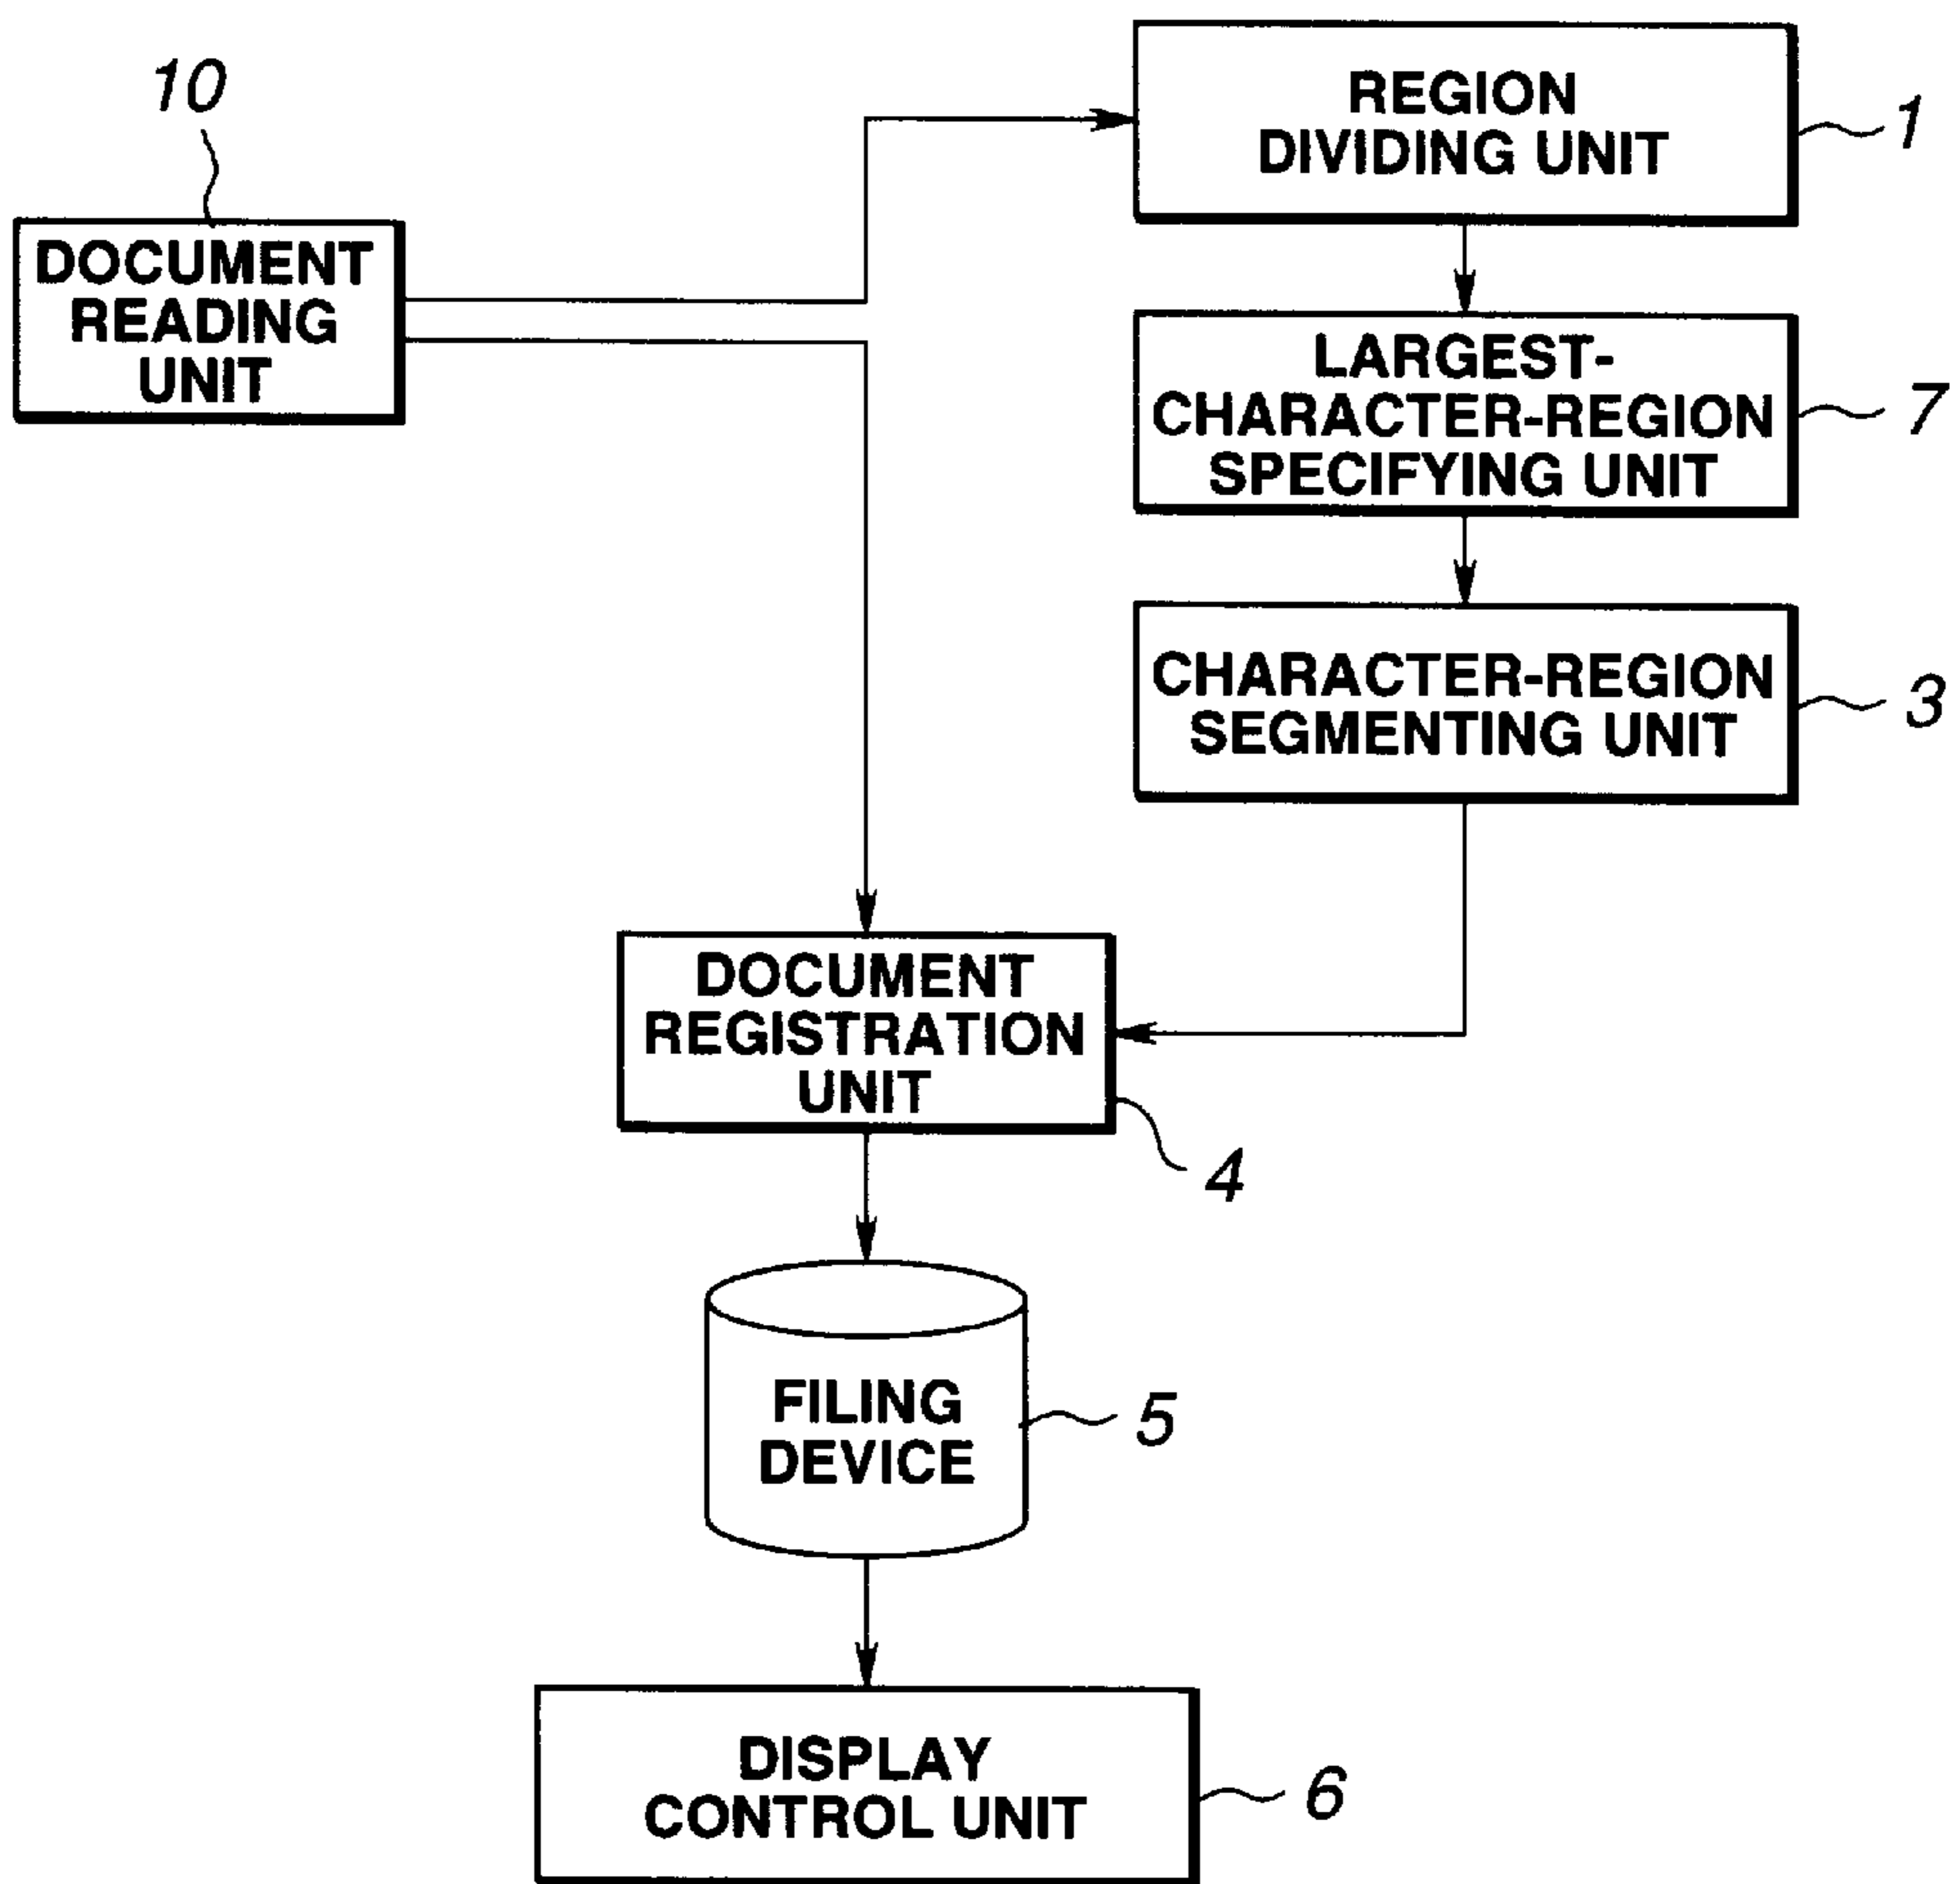 10
DOCUMENT
READING
UNIT
REGION
DIVIDING UNIT
1
LARGEST-
CHARACTER-REGION
SPECIFYING UNIT
7
CHARACTER-REGION
SEGMENTING UNIT
3
DOCUMENT
REGISTRATION
UNIT
4
FILING
DEVICE
5
DISPLAY
CONTROL UNIT
6